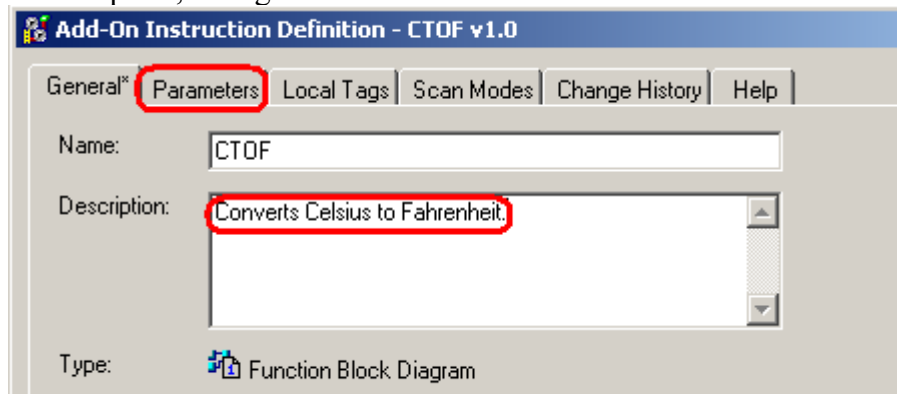 Add-On Instruction Definition - CTOF v1.0
General* Parameters Local Tags Scan Modes Change History Help
Name: CTOF
Description: Converts Celsius to Fahrenheit.
Type: Function Block Diagram